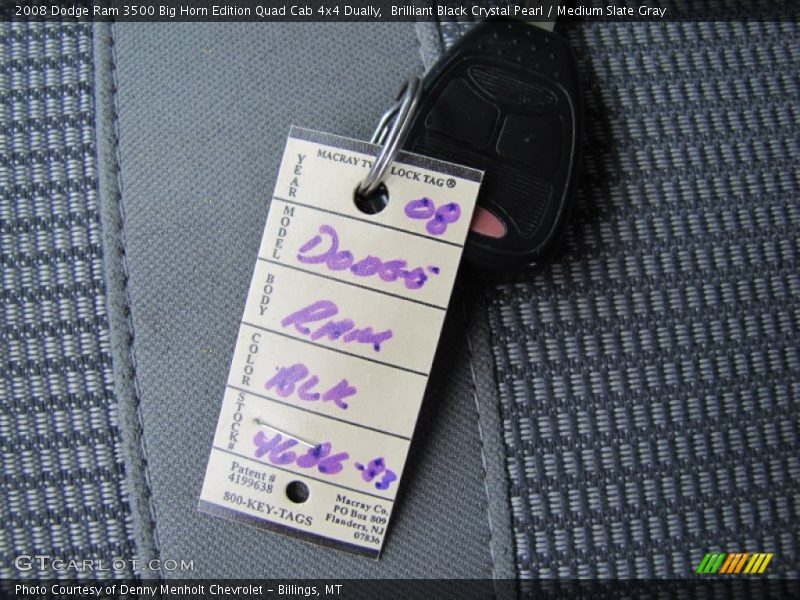 2008 Dodge Ram 3500 Big Horn Edition Quad Cab 4x4 Dually, Brilliant Black Crystal Pearl / Medium Slate Gray
MACRAY LOCK TAG®
YEAR 08
MODEL DODGE
BODY RAM
COLOR BLK
STOCK#
Patent #
4199638
800-KEY-TAGS
Macray Co.
PO Box 809
Flanders, NJ
07836
GTCARLOT.COM
Photo Courtesy of Denny Menholt Chevrolet – Billings, MT